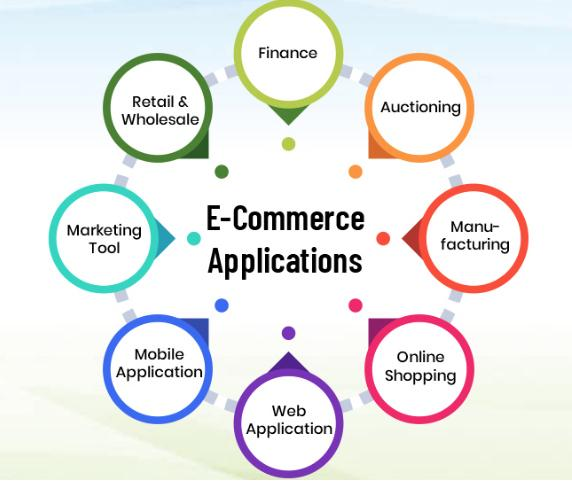 Finance
Retail &
Wholesale
Auctioning
Marketing
Tool
E-Commerce
Applications
Manu-
facturing
Mobile
Application
Online
Shopping
Web
Application